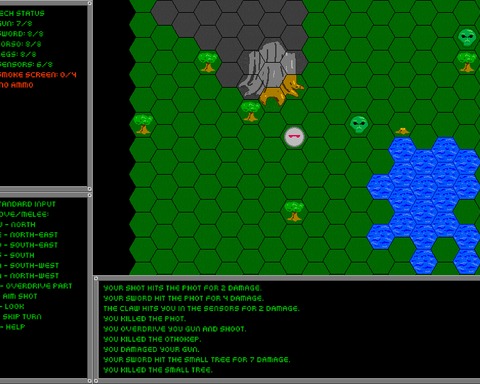 ECH STATUS
UN: 7/8
WORD: 8/8
ORSO: 8/8
EGS: 8/8
ENSORS: 6/8
MOKE SCREEN: 0/4
NO AMMO
TANDARD INPUT
OVE/MELEE:
- NORTH
- NORTH-EAST
- SOUTH-EAST
- SOUTH
- SOUTH-WEST
- NORTH-WEST
- OVERDRIVE PART
AIM SHOT
- LOOK
SKIP TURN
- HELP
YOUR SHOT HITS THE PHOT FOR 2 DAMAGE.
YOUR SWORD HIT THE PHOT FOR 4 DAMAGE.
THE CLAW HITS YOU IN THE SENSORS FOR 2 DAMAGE.
YOU KILLED THE PHOT.
YOU OVERDRIVE YOU GUN AND SHOOT.
YOU KILLED THE OTHOKEP.
YOU DAMAGED YOUR GUN.
YOUR SWORD HIT THE SMALL TREE FOR 7 DAMAGE.
YOU KILLED THE SMALL TREE.